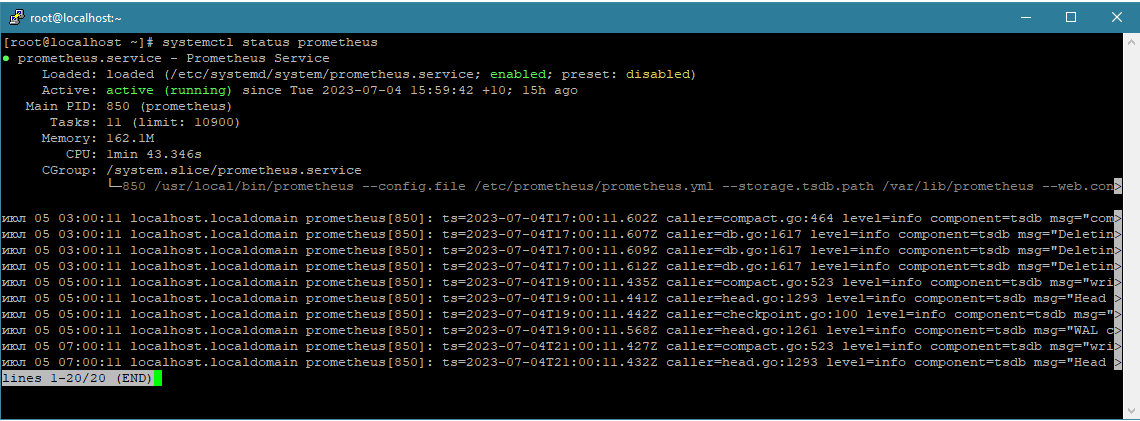 root@localhost:~
[root@localhost ~]# systemctl status prometheus
● prometheus.service - Prometheus Service
Loaded: loaded (/etc/systemd/system/prometheus.service; enabled; preset: disabled)
Active: active (running) since Tue 2023-07-04 15:59:42 +10; 15h ago
Main PID: 850 (prometheus)
Tasks: 11 (limit: 10900)
Memory: 162.1M
CPU: 1min 43.346s
CGroup: /system.slice/prometheus.service
└─850 /usr/local/bin/prometheus --config.file /etc/prometheus/prometheus.yml --storage.tsdb.path /var/lib/prometheus --web.con>
июл 05 03:00:11 localhost.localdomain prometheus[850]: ts=2023-07-04T17:00:11.602Z caller=compact.go:464 level=info component=tsdb msg="com>
июл 05 03:00:11 localhost.localdomain prometheus[850]: ts=2023-07-04T17:00:11.607Z caller=db.go:1617 level=info component=tsdb msg="Deletin>
июл 05 03:00:11 localhost.localdomain prometheus[850]: ts=2023-07-04T17:00:11.609Z caller=db.go:1617 level=info component=tsdb msg="Deletin>
июл 05 03:00:11 localhost.localdomain prometheus[850]: ts=2023-07-04T17:00:11.612Z caller=db.go:1617 level=info component=tsdb msg="Deletin>
июл 05 05:00:11 localhost.localdomain prometheus[850]: ts=2023-07-04T19:00:11.435Z caller=compact.go:523 level=info component=tsdb msg="wri>
июл 05 05:00:11 localhost.localdomain prometheus[850]: ts=2023-07-04T19:00:11.441Z caller=head.go:1293 level=info component=tsdb msg="Head >
июл 05 05:00:11 localhost.localdomain prometheus[850]: ts=2023-07-04T19:00:11.442Z caller=checkpoint.go:100 level=info component=tsdb msg=">
июл 05 05:00:11 localhost.localdomain prometheus[850]: ts=2023-07-04T19:00:11.568Z caller=head.go:1261 level=info component=tsdb msg="WAL c>
июл 05 07:00:11 localhost.localdomain prometheus[850]: ts=2023-07-04T21:00:11.427Z caller=compact.go:523 level=info component=tsdb msg="wri>
июл 05 07:00:11 localhost.localdomain prometheus[850]: ts=2023-07-04T21:00:11.432Z caller=head.go:1293 level=info component=tsdb msg="Head >
lines 1-20/20 (END)